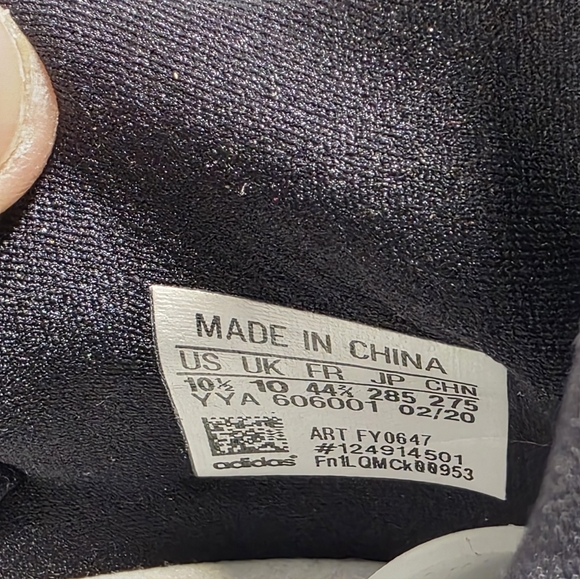 MADE IN CHINA
US UK FR JP CHN
10½ 10 44⅔ 285 275
YYA 606001 02/20
ART FY0647
#124914501
adidas Fn1LQMCk00953